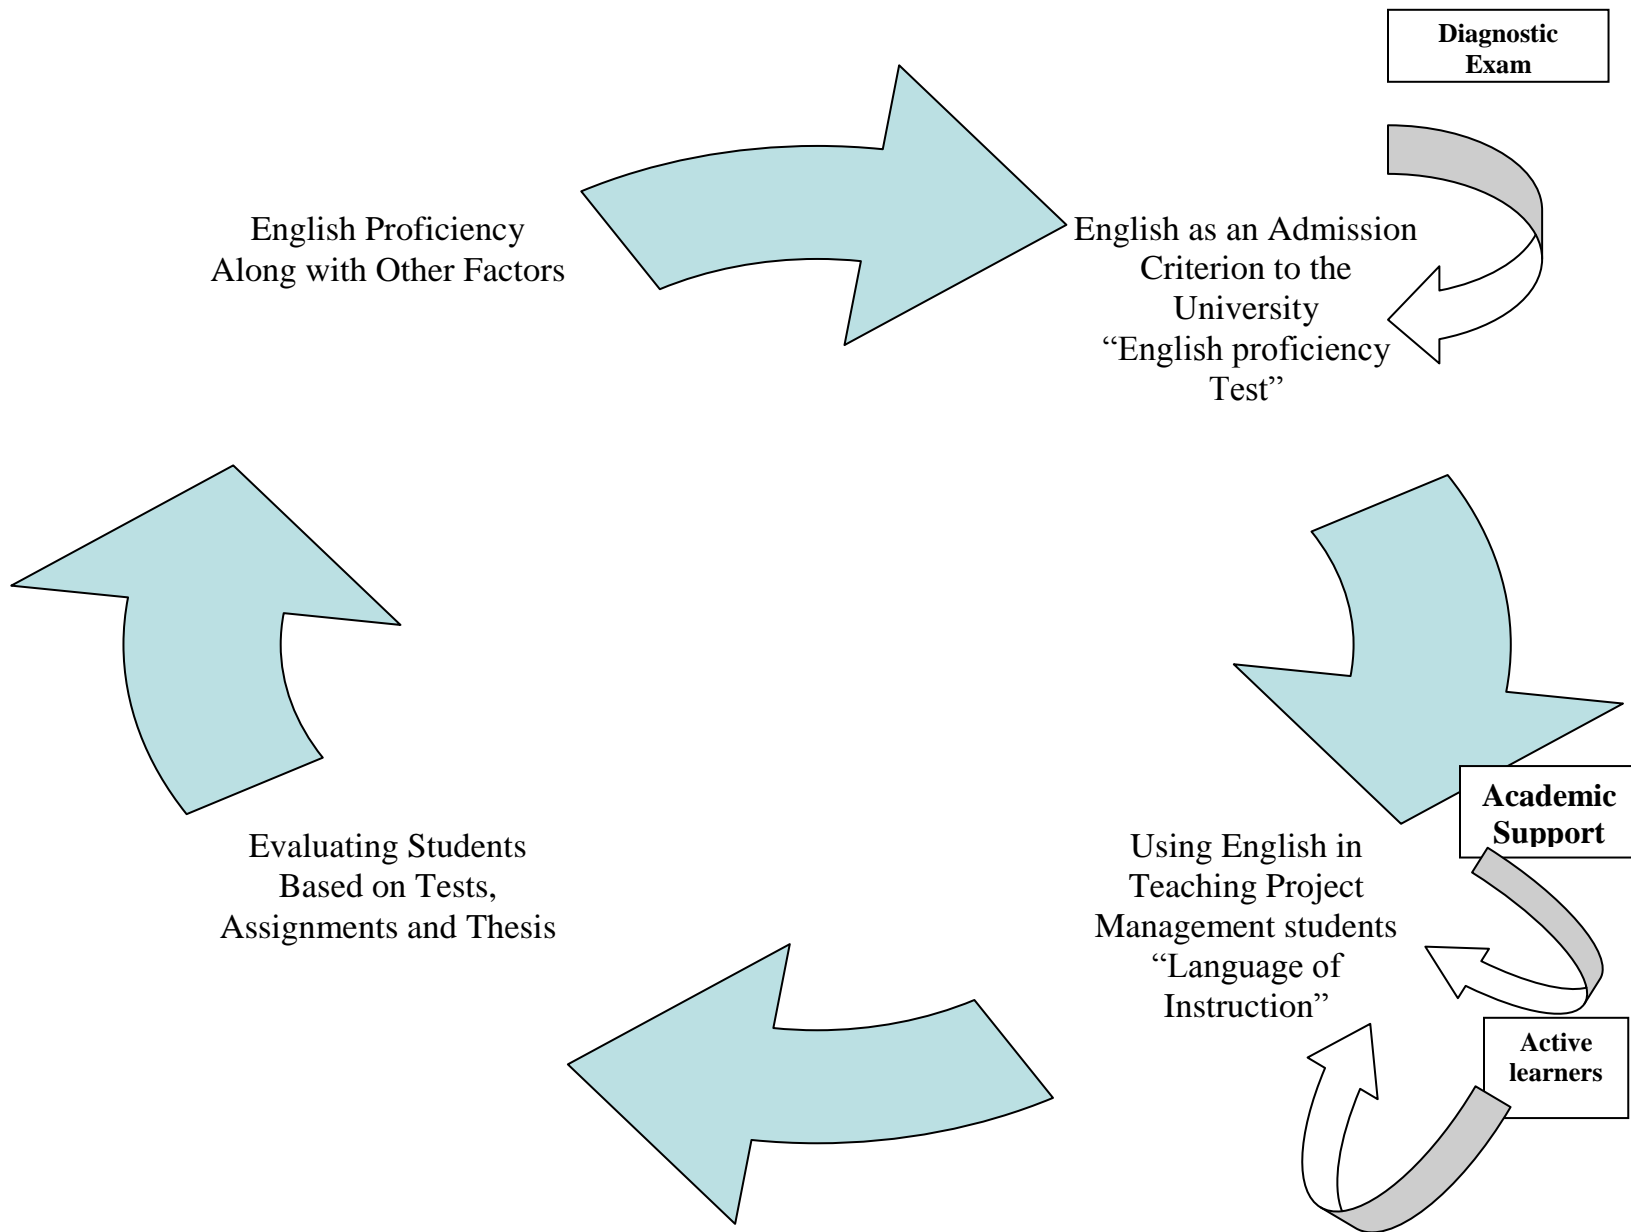 Diagnostic
Exam
English Proficiency
Along with Other Factors
English as an Admission
Criterion to the
University
“English proficiency
Test”
Academic
Support
Using English in
Teaching Project
Management students
“Language of
Instruction”
Active
learners
Evaluating Students
Based on Tests,
Assignments and Thesis